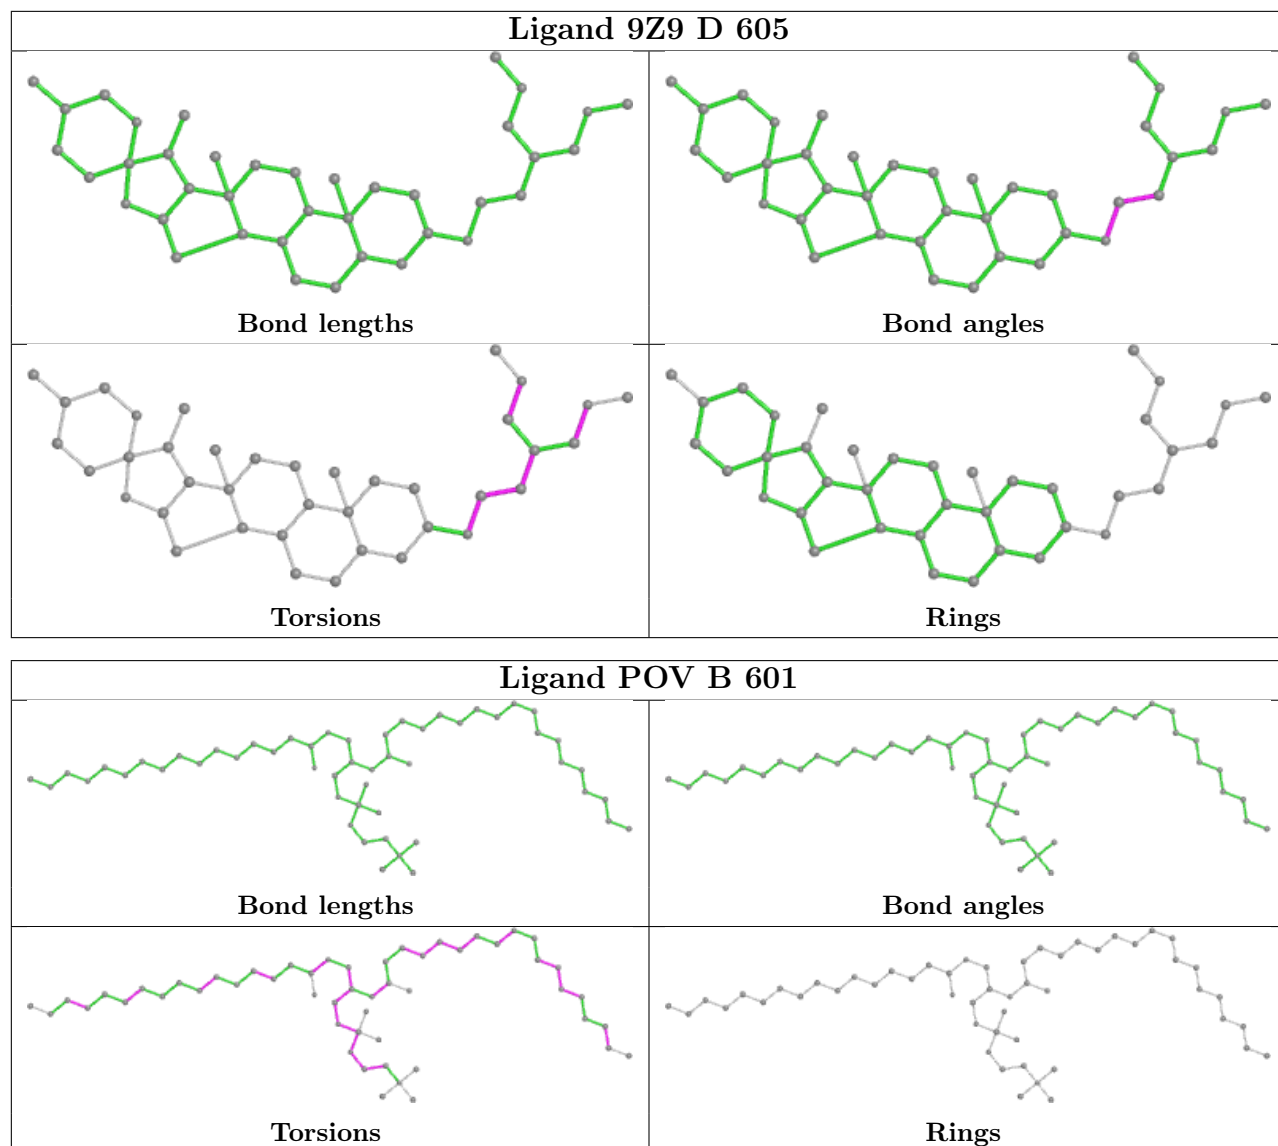 Ligand 9Z9 D 605
Bond lengths
Bond angles
Torsions
Rings
Ligand POV B 601
Bond lengths
Bond angles
Torsions
Rings